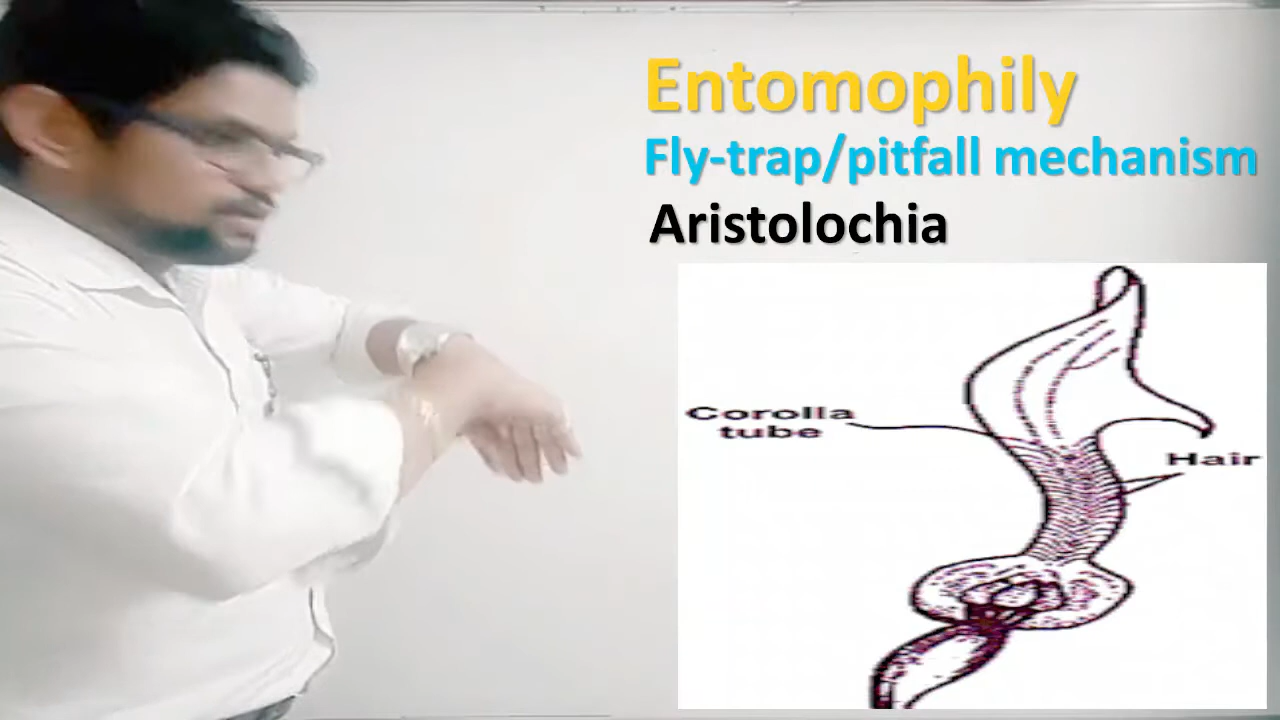 Entomophily
Fly-trap/pitfall mechanism
Aristolochia
Corolla
tube
Hair